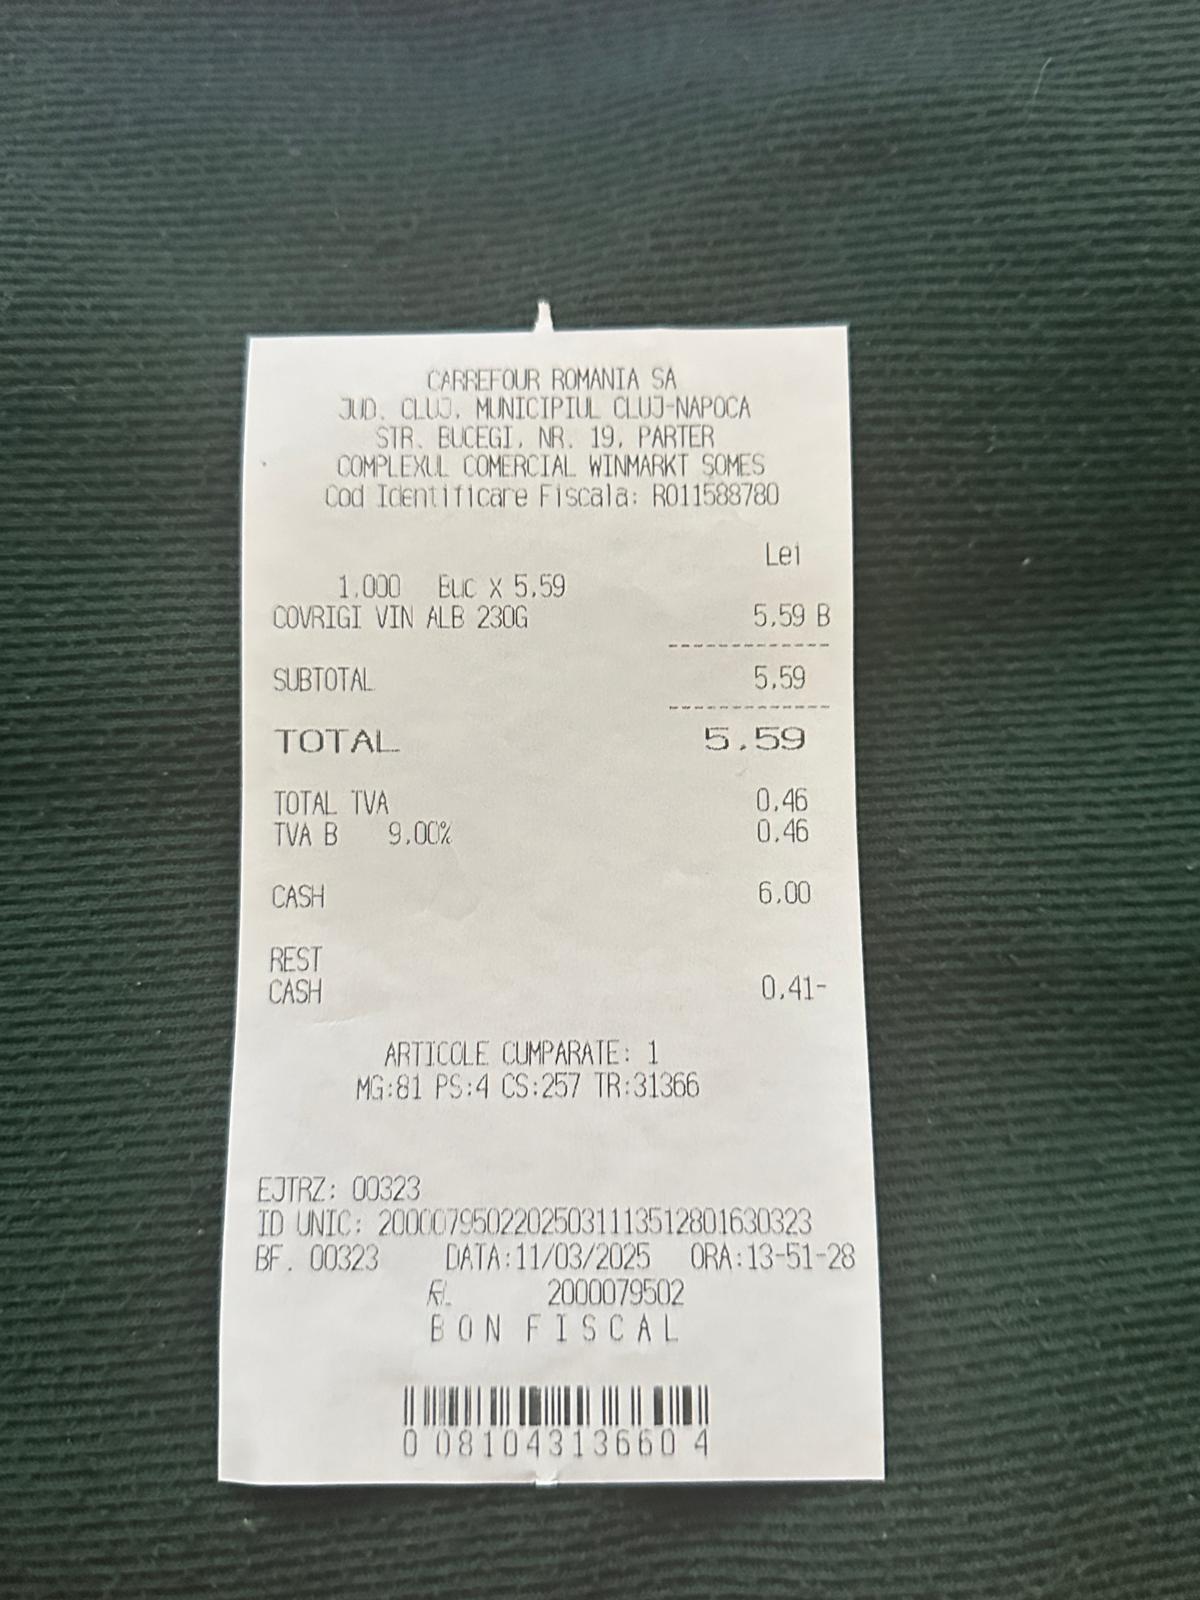 CARREFOUR ROMANIA SA
JUD. CLUJ, MUNICIPIUL CLUJ-NAPOCA
STR. BUCEGI, NR. 19, PARTER
COMPLEXUL COMERCIAL WINMARKT SOMES
Cod Identificare Fiscala: RO11588780
Lei
1.000 Buc X 5,59
COVRIGI VIN ALB 230G 5,59 B
SUBTOTAL 5,59
TOTAL 5,59
TOTAL TVA 0,46
TVA B 9,00% 0,46
CASH 6,00
REST
CASH 0,41-
ARTICOLE CUMPARATE: 1
MG:81 PS:4 CS:257 TR:31366
EJTRZ: 00323
ID UNIC: 2000079502202503111351280163​0323
BF. 00323 DATA:11/03/2025 ORA:13-51-28
2000079502
BON FISCAL
0 08104313660 4